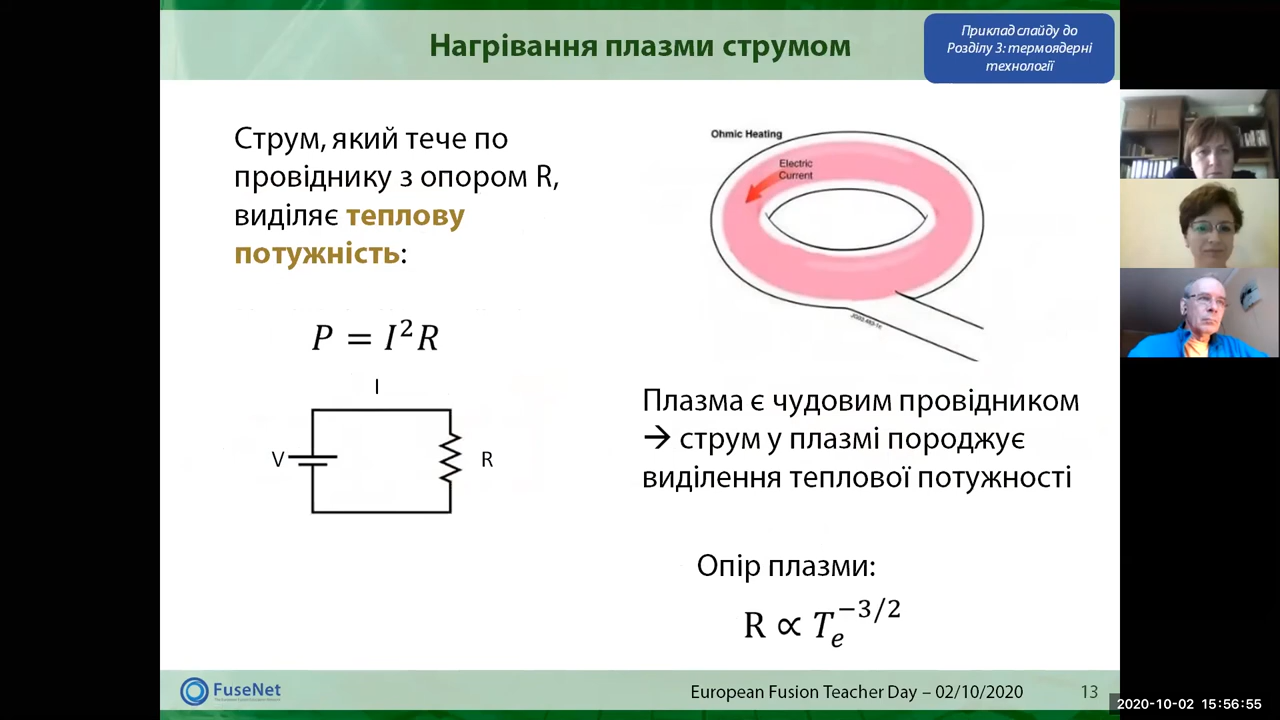 Нагрівання плазми струмом
Приклад слайду до
Розділу 3: термоядерні
технології
Струм, який тече по
провіднику з опором R,
виділяє теплову
потужність:
P = I²R
I
V
R
Ohmic Heating
Electric
Current
Плазма є чудовим провідником
→ струм у плазмі породжує
виділення теплової потужності
Опір плазми:
R ∝ Tₑ^{−3/2}
FuseNet
European Fusion Teacher Day – 02/10/2020
13
2020-10-02 15:56:55